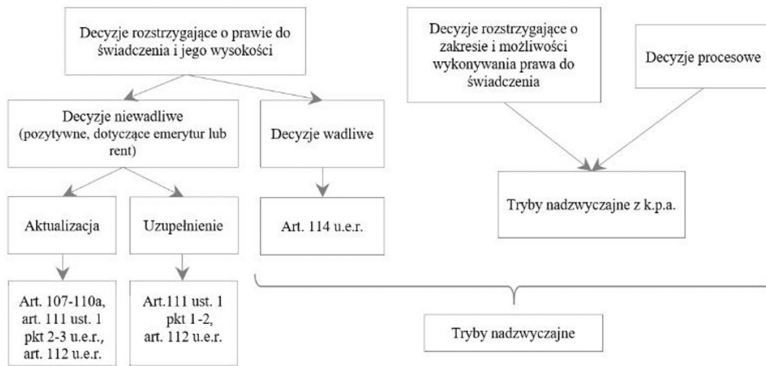 Decyzje rozstrzygające o prawie do
świadczenia i jego wysokości
Decyzje rozstrzygające o
zakresie i możliwości
wykonywania prawa do
świadczenia
Decyzje procesowe
Decyzje niewadliwe
(pozytywne, dotyczące emerytur lub
rent)
Decyzje wadliwe
Tryby nadzwyczajne z k.p.a.
Aktualizacja
Uzupełnienie
Art. 114 u.e.r.
Art. 107-110a,
art. 111 ust. 1
pkt 2-3 u.e.r.,
art. 112 u.e.r.
Art.111 ust. 1
pkt 1-2,
art. 112 u.e.r.
Tryby nadzwyczajne